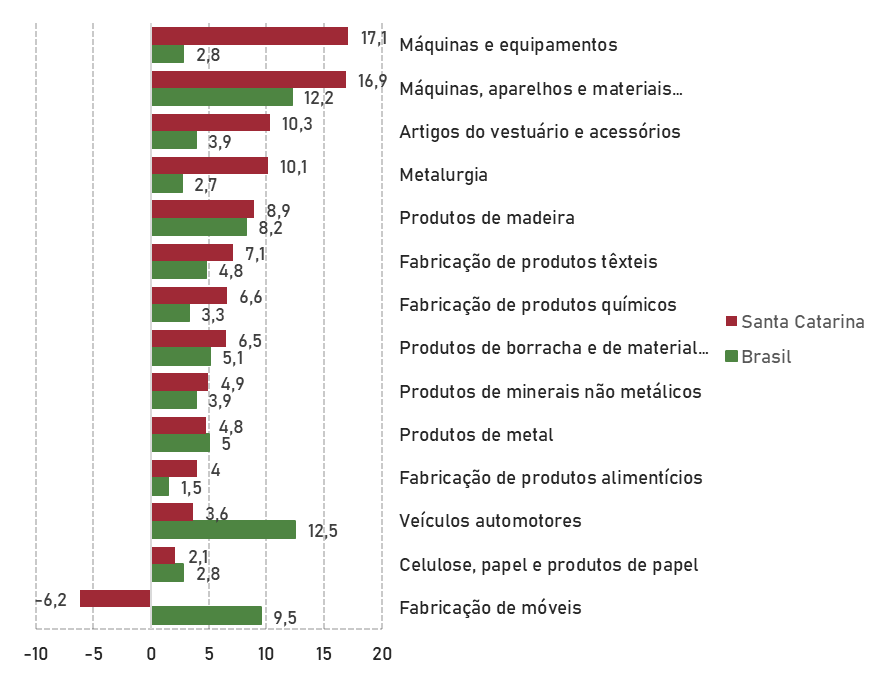 17,1 Máquinas e equipamentos
2,8
16,9 Máquinas, aparelhos e materiais...
12,2
10,3 Artigos do vestuário e acessórios
3,9
10,1 Metalurgia
2,7
8,9 Produtos de madeira
8,2
7,1 Fabricação de produtos têxteis
4,8
6,6 Fabricação de produtos químicos
3,3
Santa Catarina
6,5 Produtos de borracha e de material...
5,1
Brasil
4,9 Produtos de minerais não metálicos
3,9
4,8 Produtos de metal
5
4 Fabricação de produtos alimentícios
1,5
3,6 Veículos automotores
12,5
2,1 Celulose, papel e produtos de papel
2,8
-6,2 Fabricação de móveis
9,5
-10 -5 0 5 10 15 20